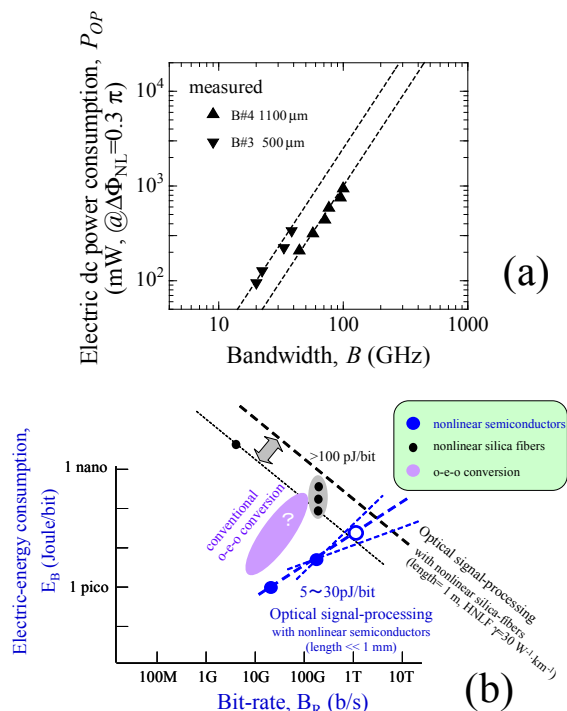 Electric dc power consumption, P_OP
(mW, @ΔΦ_NL=0.3 π)
10^4
10^3
10^2
measured
B#4 1100 μm
B#3 500 μm
10
100
1000
Bandwidth, B (GHz)
(a)
nonlinear semiconductors
nonlinear silica fibers
o-e-o conversion
Electric-energy consumption,
E_B (Joule/bit)
1 nano
1 pico
>100 pJ/bit
conventional
o-e-o conversion
?
5～30pJ/bit
Optical signal-processing
with nonlinear semiconductors
(length << 1 mm)
Optical signal-processing
with nonlinear silica-fibers
(length= 1 m, HNLF γ=30 W^-1 km^-1)
100M
1G
10G
100G
1T
10T
Bit-rate, B_R (b/s)
(b)